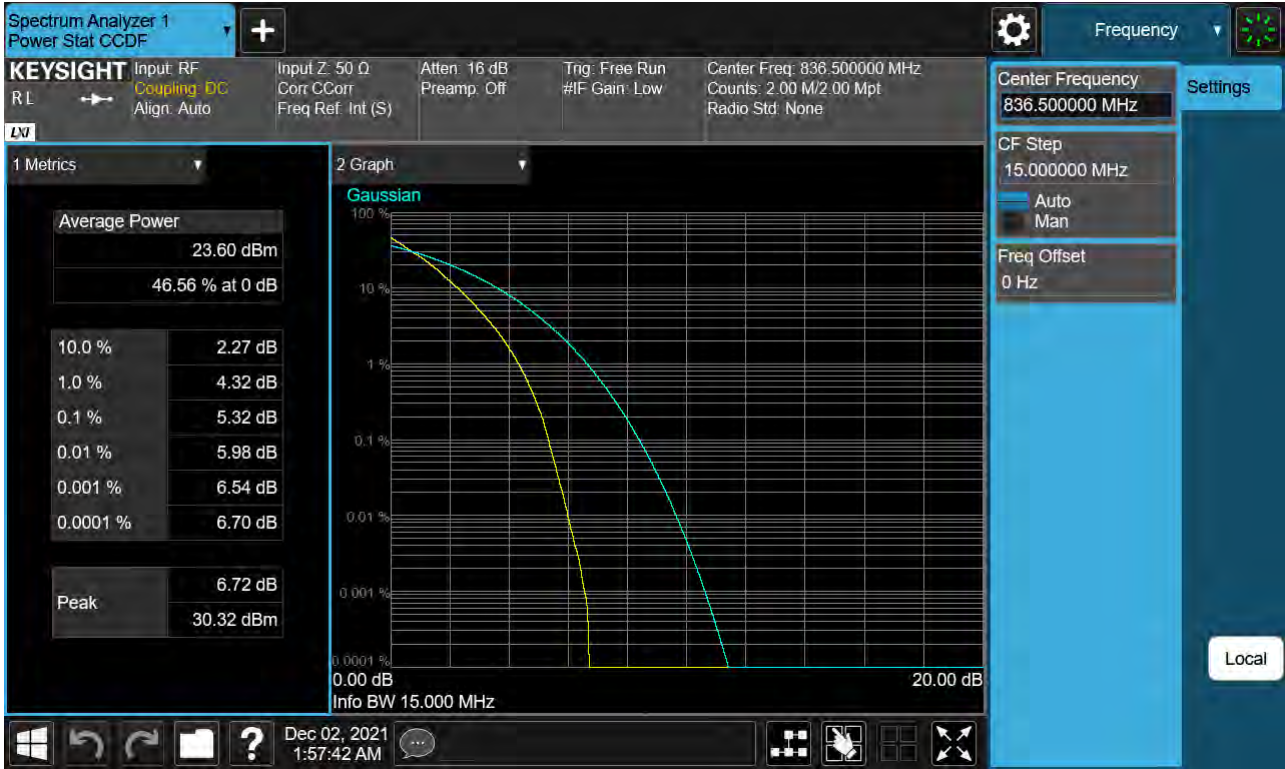 Spectrum Analyzer 1
Power Stat CCDF
Frequency
KEYSIGHT
R L
LXI
Input: RF
Coupling: DC
Align: Auto
Input Z: 50 Ω
Corr CCorr
Freq Ref: Int (S)
Atten: 16 dB
Preamp: Off
Trig: Free Run
#IF Gain: Low
Center Freq: 836.500000 MHz
Counts: 2.00 M/2.00 Mpt
Radio Std: None
Center Frequency
836.500000 MHz
Settings
CF Step
15.000000 MHz
Auto
Man
Freq Offset
0 Hz
1 Metrics
Average Power
23.60 dBm
46.56 % at 0 dB
10.0 % 2.27 dB
1.0 % 4.32 dB
0.1 % 5.32 dB
0.01 % 5.98 dB
0.001 % 6.54 dB
0.0001 % 6.70 dB
Peak
6.72 dB
30.32 dBm
2 Graph
Gaussian
100 %
10 %
1 %
0.1 %
0.01 %
0.001 %
0.0001 %
0.00 dB 20.00 dB
Info BW 15.000 MHz
Local
?
Dec 02, 2021
1:57:42 AM